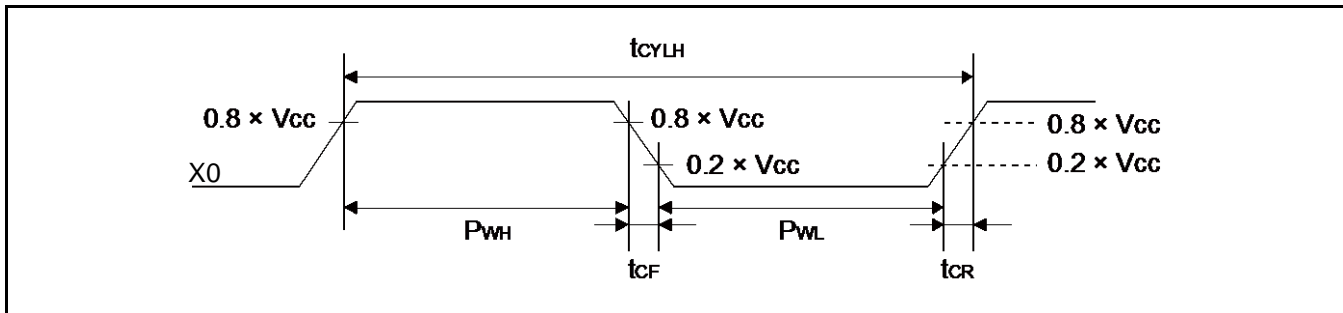 tCYLH
0.8 × Vcc
0.8 × Vcc
0.8 × Vcc
0.2 × Vcc
0.2 × Vcc
X0
PWH
PWL
tCF
tCR